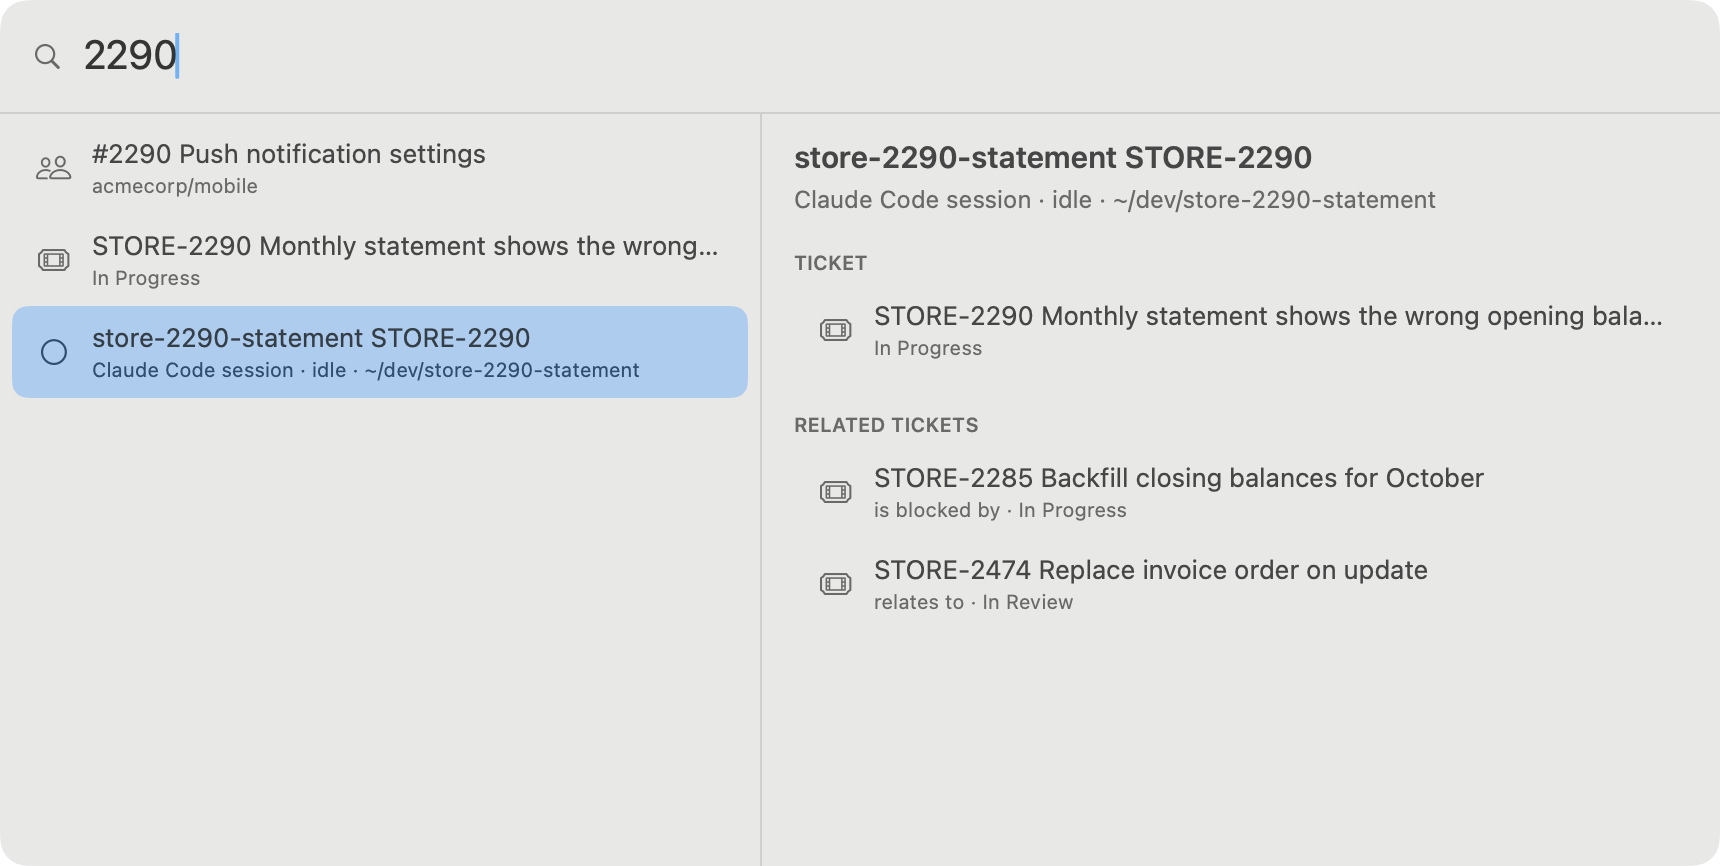 2290
#2290 Push notification settings
acmecorp/mobile
STORE-2290 Monthly statement shows the wrong...
In Progress
store-2290-statement STORE-2290
Claude Code session · idle · ~/dev/store-2290-statement
store-2290-statement STORE-2290
Claude Code session · idle · ~/dev/store-2290-statement
TICKET
STORE-2290 Monthly statement shows the wrong opening bala...
In Progress
RELATED TICKETS
STORE-2285 Backfill closing balances for October
is blocked by · In Progress
STORE-2474 Replace invoice order on update
relates to · In Review